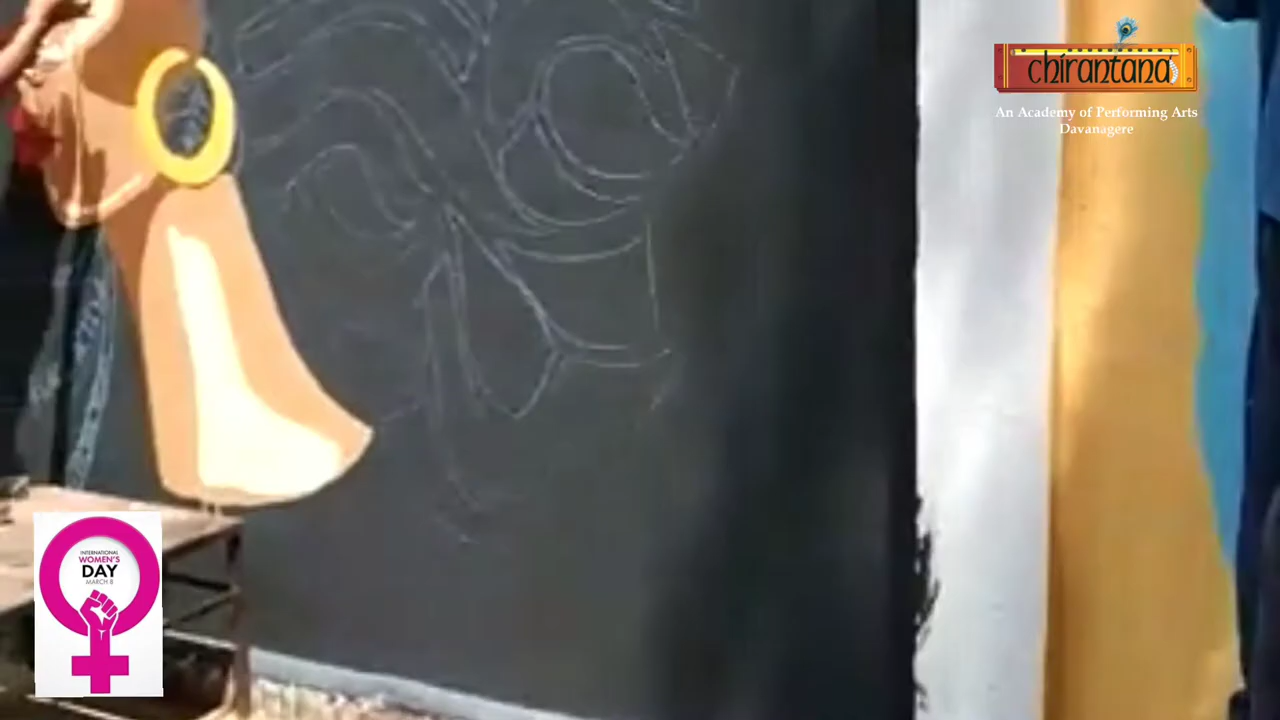 chirantana
An Academy of Performing Arts
Davanagere
INTERNATIONAL
WOMEN'S
DAY
MARCH 8